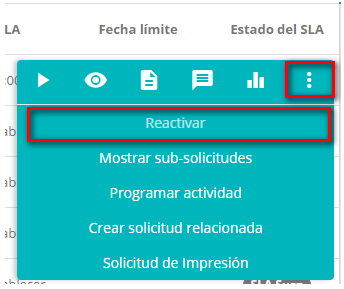 LA Fecha límite Estado del SLA
Reactivar
Mostrar sub-solicitudes
Programar actividad
Crear solicitud relacionada
Solicitud de Impresión